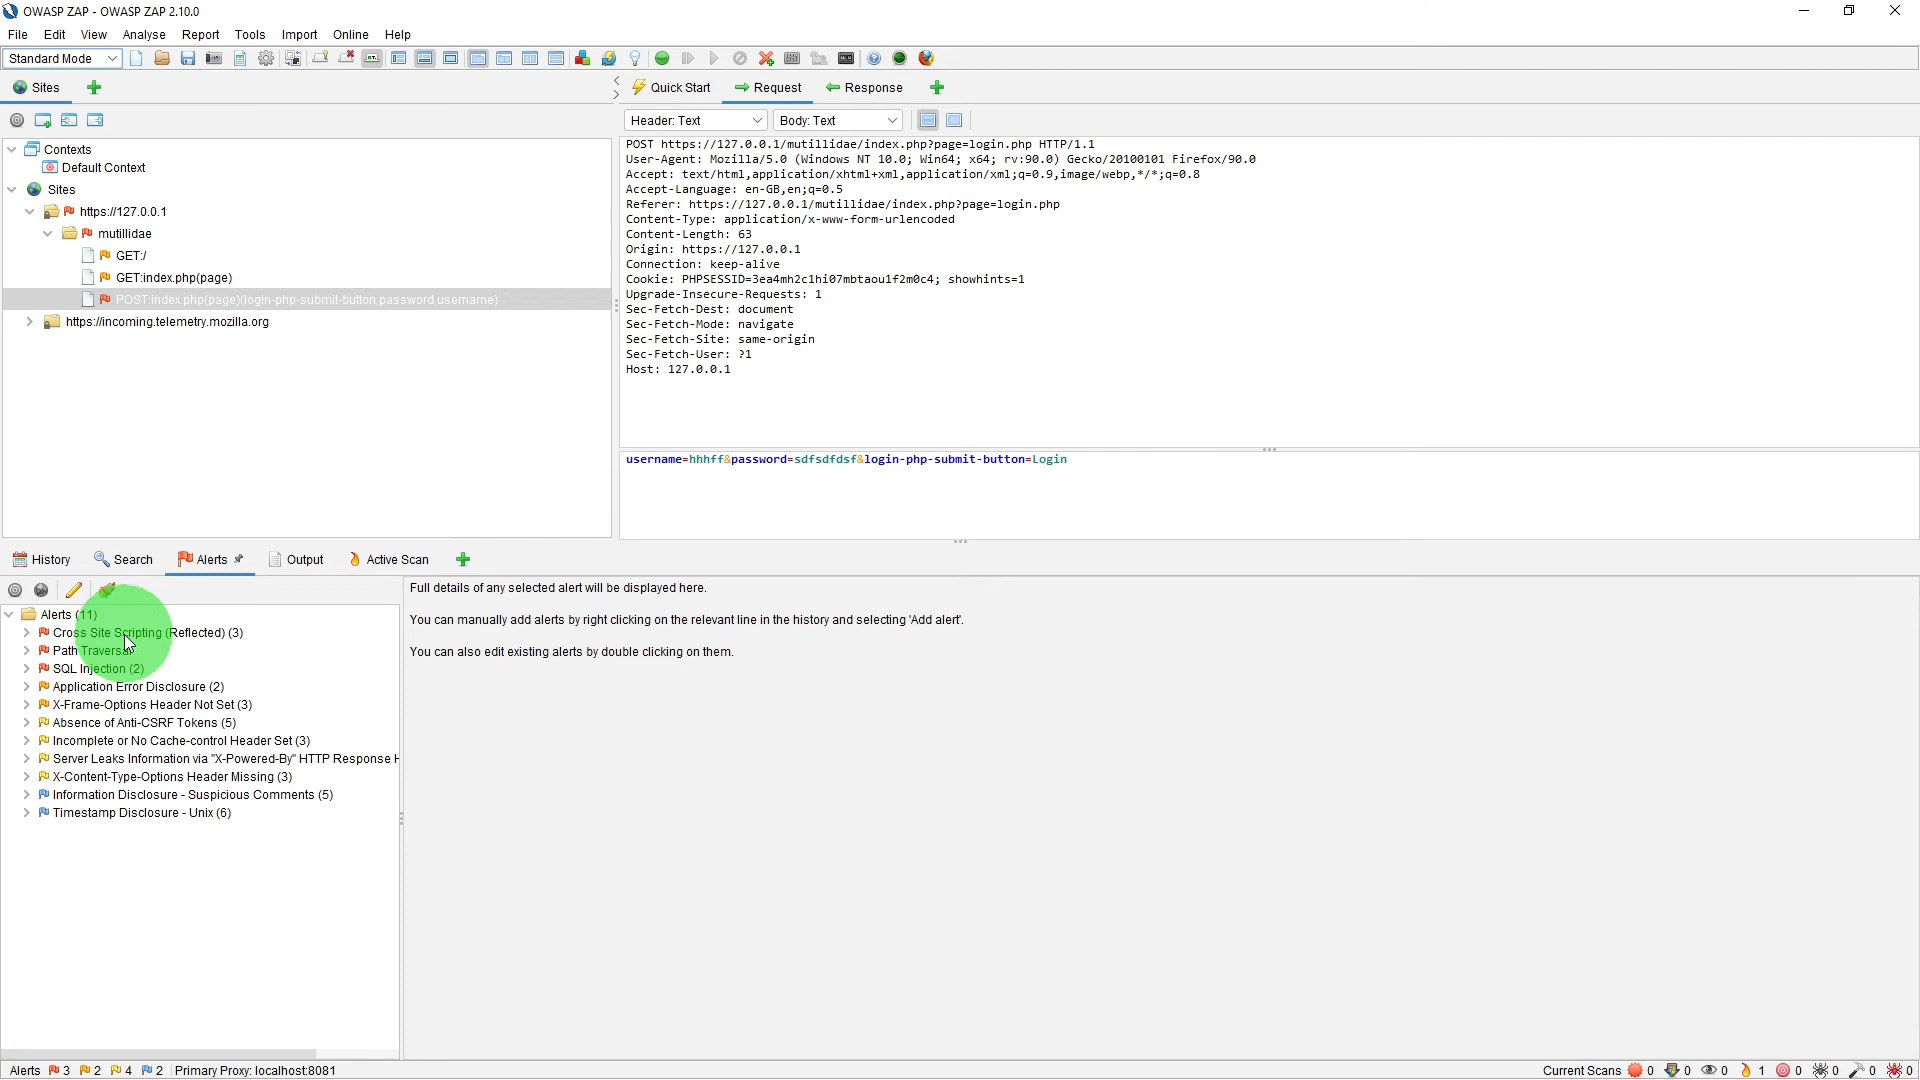 OWASP ZAP - OWASP ZAP 2.10.0
File Edit View Analyse Report Tools Import Online Help
Standard Mode
Sites
Quick Start Request Response
Header: Text Body: Text
Contexts
Default Context
Sites
https://127.0.0.1
mutillidae
GET:/
GET:index.php(page)
POST:index.php(page)(login-php-submit-button,password,username)
https://incoming.telemetry.mozilla.org
POST https://127.0.0.1/mutillidae/index.php?page=login.php HTTP/1.1
User-Agent: Mozilla/5.0 (Windows NT 10.0; Win64; x64; rv:90.0) Gecko/20100101 Firefox/90.0
Accept: text/html,application/xhtml+xml,application/xml;q=0.9,image/webp,*/*;q=0.8
Accept-Language: en-GB,en;q=0.5
Referer: https://127.0.0.1/mutillidae/index.php?page=login.php
Content-Type: application/x-www-form-urlencoded
Content-Length: 63
Origin: https://127.0.0.1
Connection: keep-alive
Cookie: PHPSESSID=3ea4mh2c1hi07mbtaou1f2m0c4; showhints=1
Upgrade-Insecure-Requests: 1
Sec-Fetch-Dest: document
Sec-Fetch-Mode: navigate
Sec-Fetch-Site: same-origin
Sec-Fetch-User: ?1
Host: 127.0.0.1
username=hhhff&password=sdfsdfdsf&login-php-submit-button=Login
History Search Alerts Output Active Scan
Alerts (11)
Cross Site Scripting (Reflected) (3)
Path Traversal
SQL Injection (2)
Application Error Disclosure (2)
X-Frame-Options Header Not Set (3)
Absence of Anti-CSRF Tokens (5)
Incomplete or No Cache-control Header Set (3)
Server Leaks Information via "X-Powered-By" HTTP Response H
X-Content-Type-Options Header Missing (3)
Information Disclosure - Suspicious Comments (5)
Timestamp Disclosure - Unix (6)
Full details of any selected alert will be displayed here.
You can manually add alerts by right clicking on the relevant line in the history and selecting 'Add alert'.
You can also edit existing alerts by double clicking on them.
Alerts 3 2 4 2 Primary Proxy: localhost:8081
Current Scans 0 0 0 1 0 0 0 0